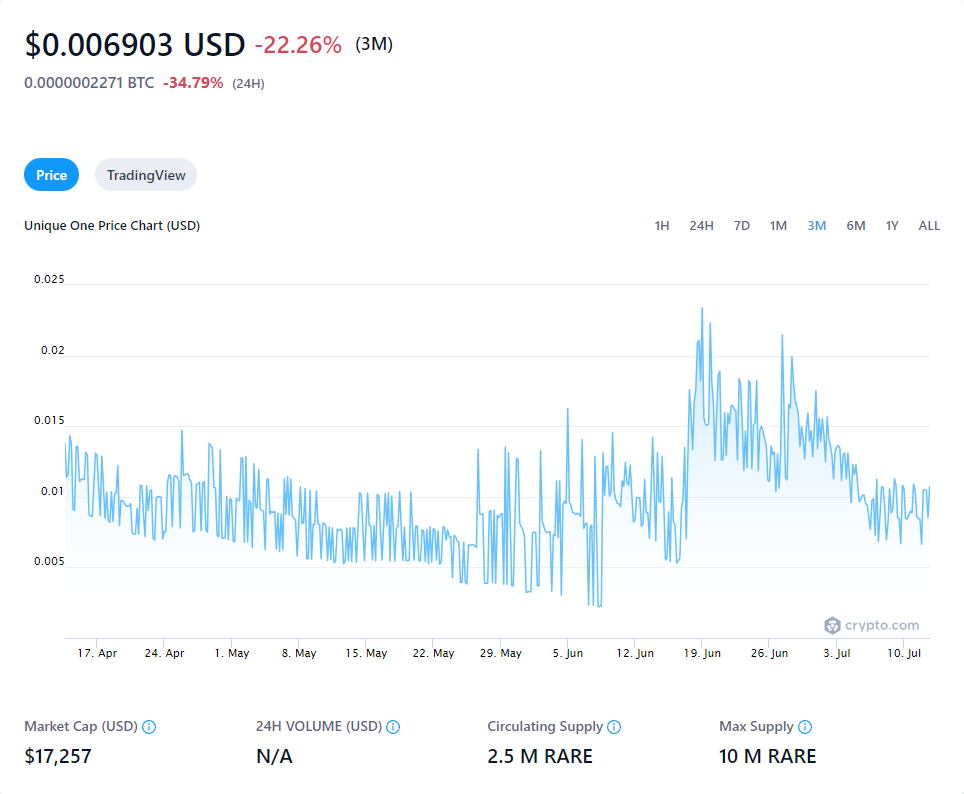 $0.006903 USD -22.26% (3M)
0.0000002271 BTC -34.79% (24H)
Price TradingView
Unique One Price Chart (USD) 1H 24H 7D 1M 3M 6M 1Y ALL
0.025
0.02
0.015
0.01
0.005
crypto.com
17. Apr 24. Apr 1. May 8. May 15. May 22. May 29. May 5. Jun 12. Jun 19. Jun 26. Jun 3. Jul 10. Jul
Market Cap (USD) 24H VOLUME (USD) Circulating Supply Max Supply
$17,257 N/A 2.5 M RARE 10 M RARE